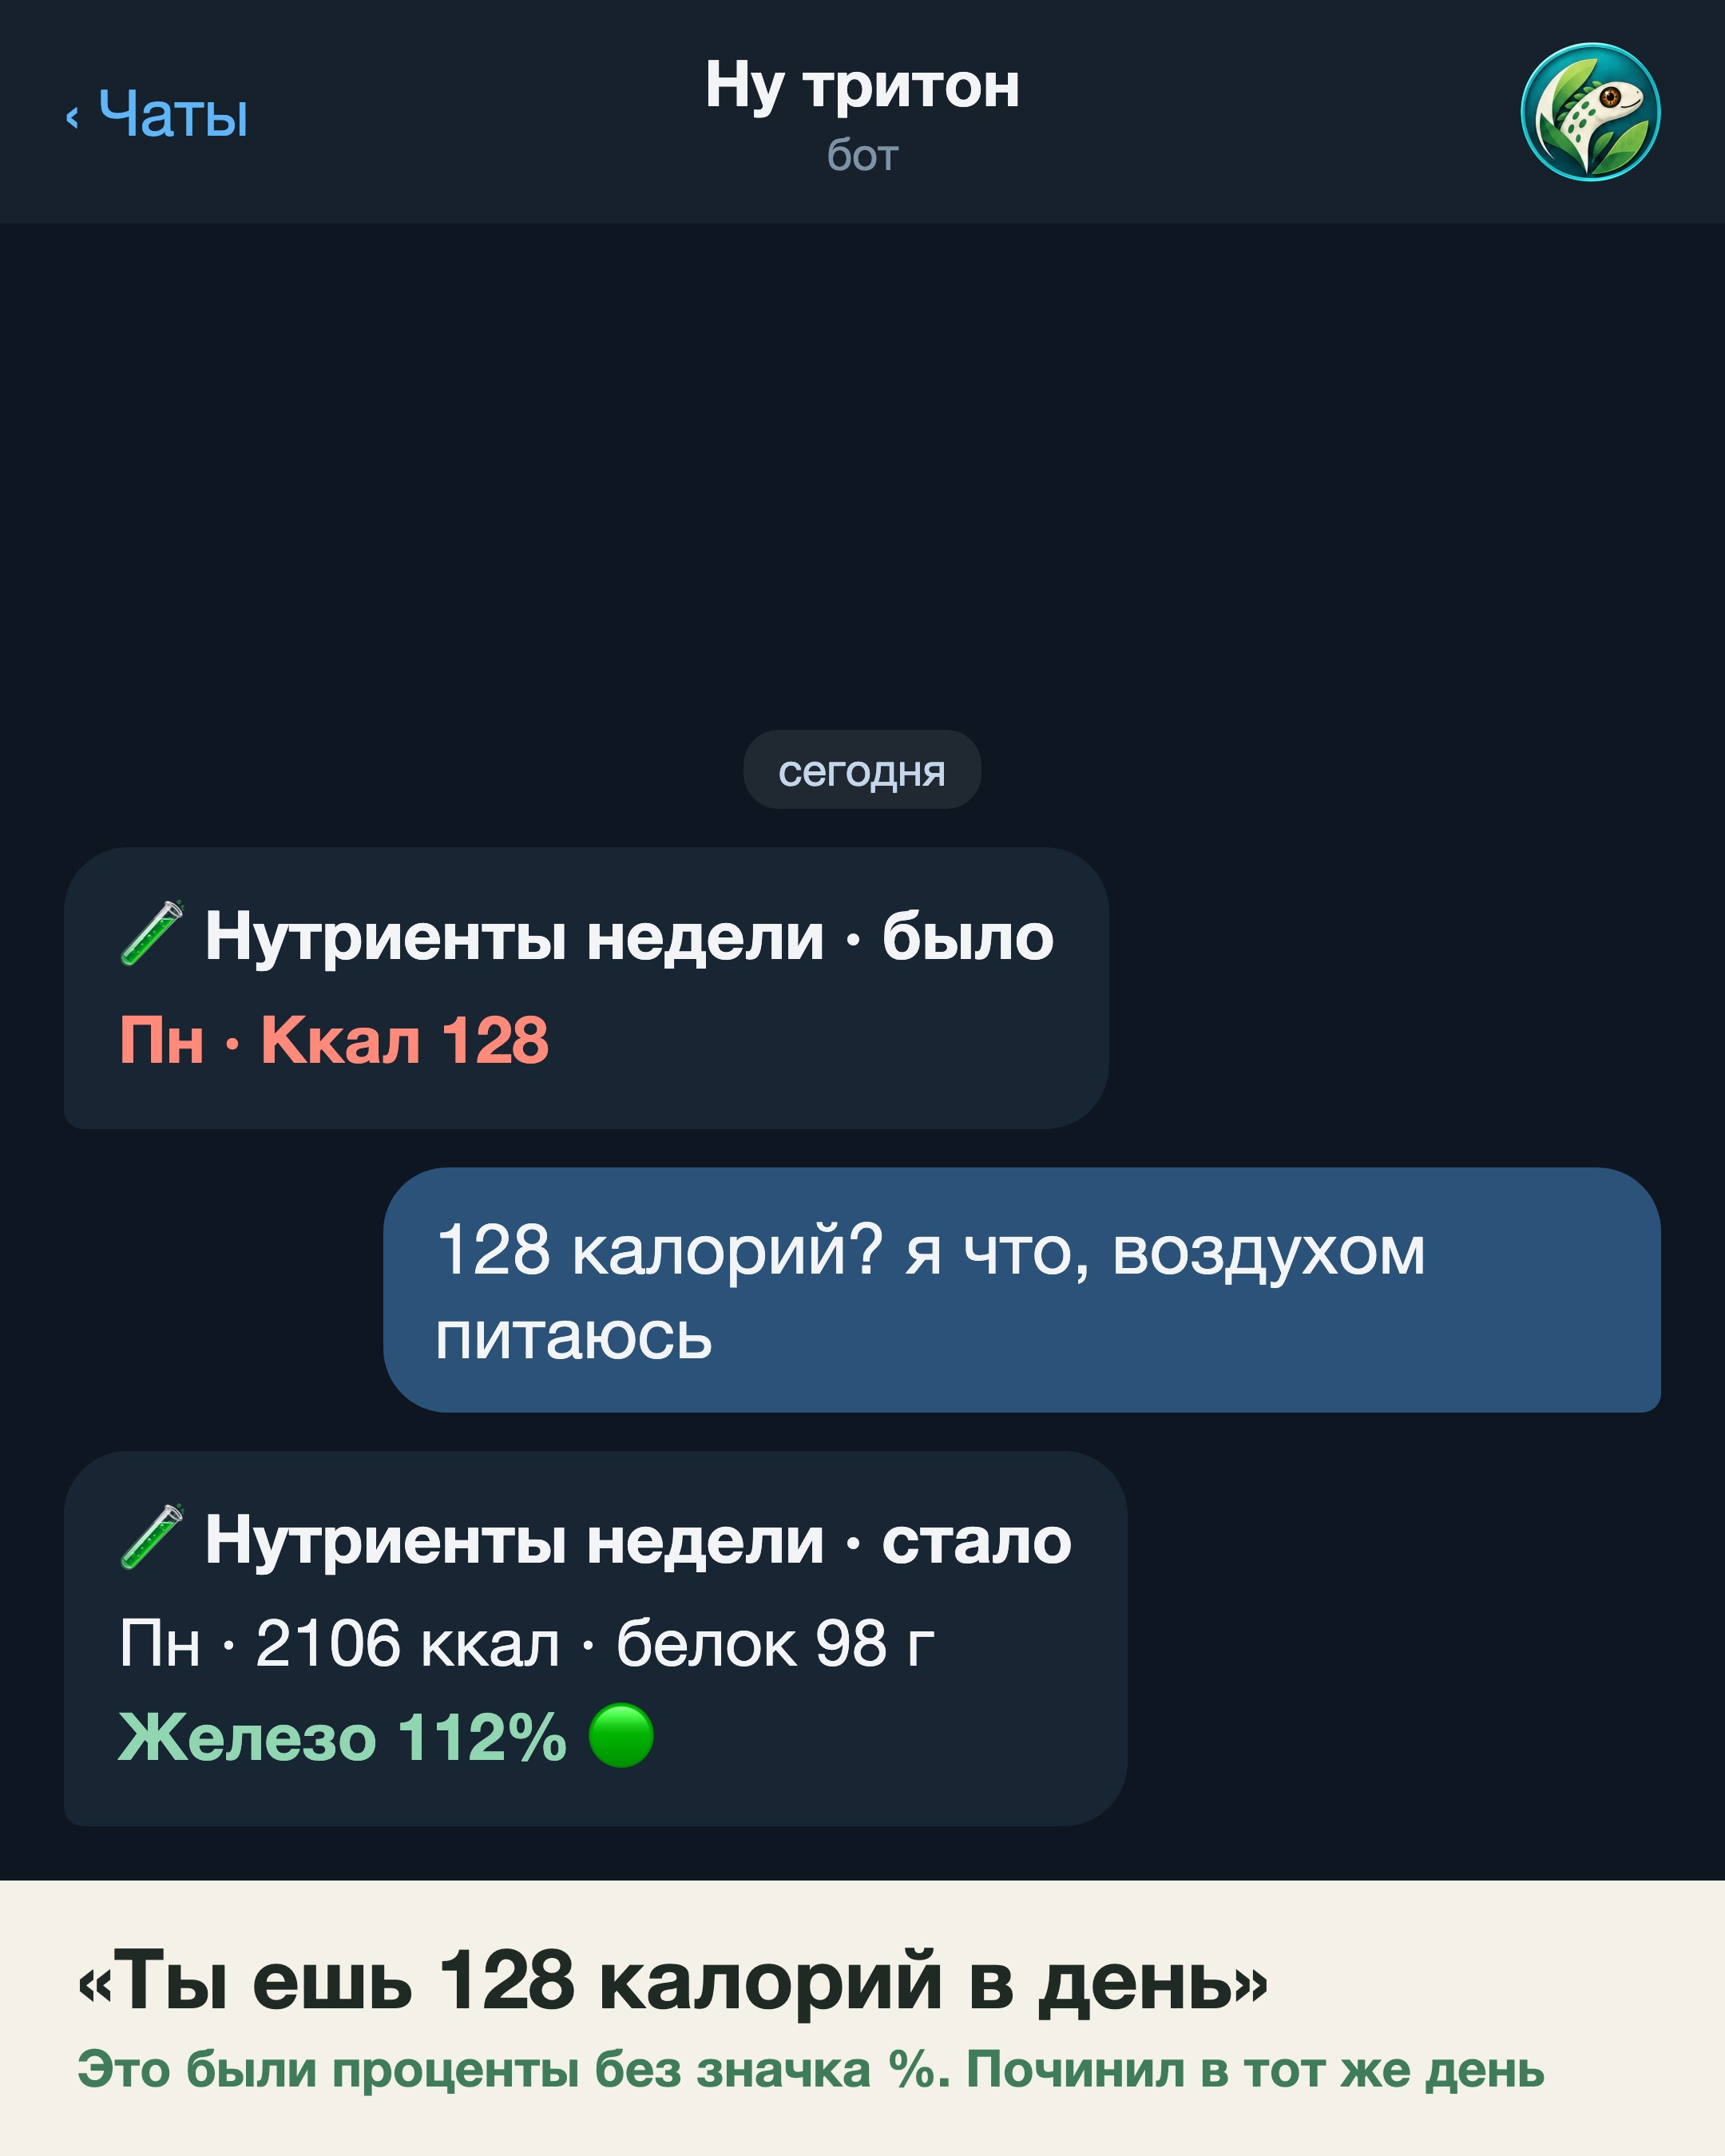 ‹ Чаты
Ну тритон
бот
сегодня
Нутриенты недели · было
Пн · Ккал 128
128 калорий? я что, воздухом
питаюсь
Нутриенты недели · стало
Пн · 2106 ккал · белок 98 г
Железо 112%
«Ты ешь 128 калорий в день»
Это были проценты без значка %. Починил в тот же день